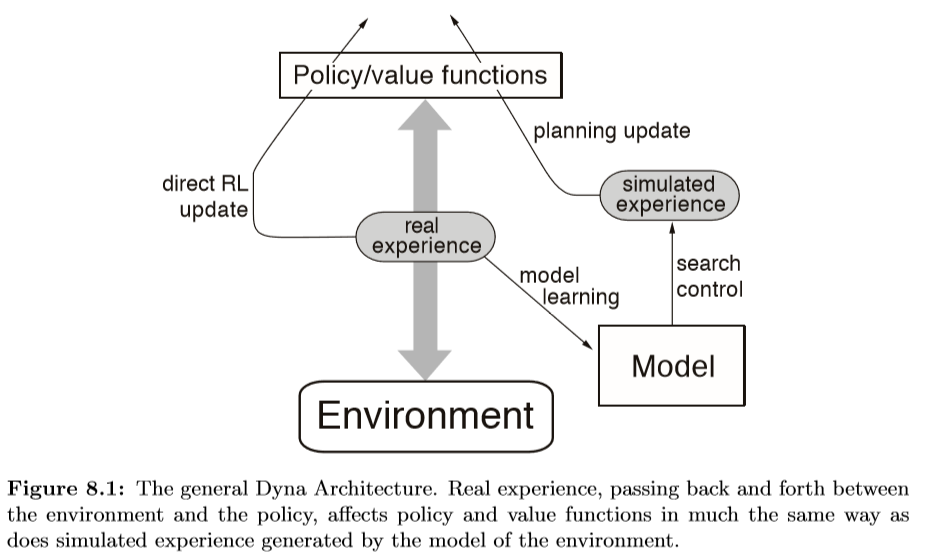 Policy/value functions
planning update
direct RL
update
simulated
experience
real
experience
model
learning
search
control
Model
Environment
Figure 8.1: The general Dyna Architecture. Real experience, passing back and forth between
the environment and the policy, affects policy and value functions in much the same way as
does simulated experience generated by the model of the environment.